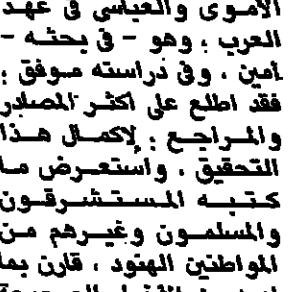 الأموى والعباسى فى عهد
العرب ؛ وهو - فى بحثه -
أمين ، وفى دراسته موفق ؛
فقد اطلع على أكثر المصادر
والمراجع ؛ لإكمال هذا
التحقيق ، واستعرض ما
كتبه المستشرقون
والمسلمون وغيرهم من
المواطنين الهنود ، قارن بما